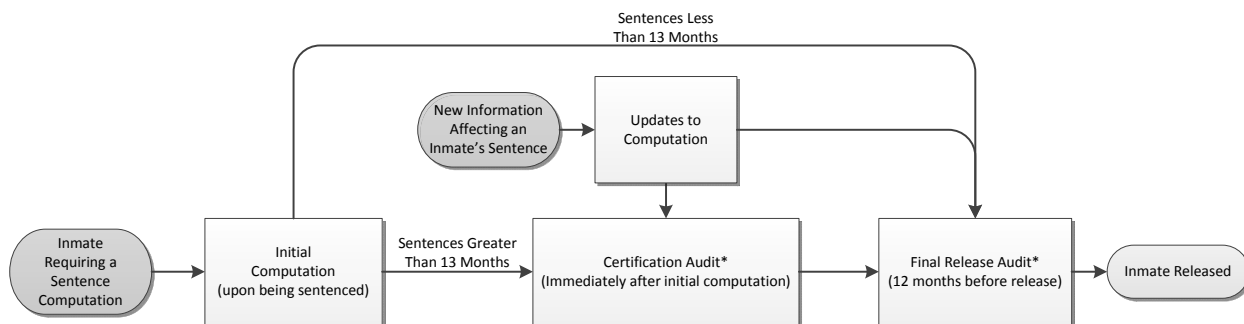 Sentences Less
Than 13 Months
New Information
Affecting an
Inmate's Sentence
Updates to
Computation
Inmate
Requiring a
Sentence
Computation
Initial
Computation
(upon being sentenced)
Sentences Greater
Than 13 Months
Certification Audit*
(Immediately after initial computation)
Final Release Audit*
(12 months before release)
Inmate Released